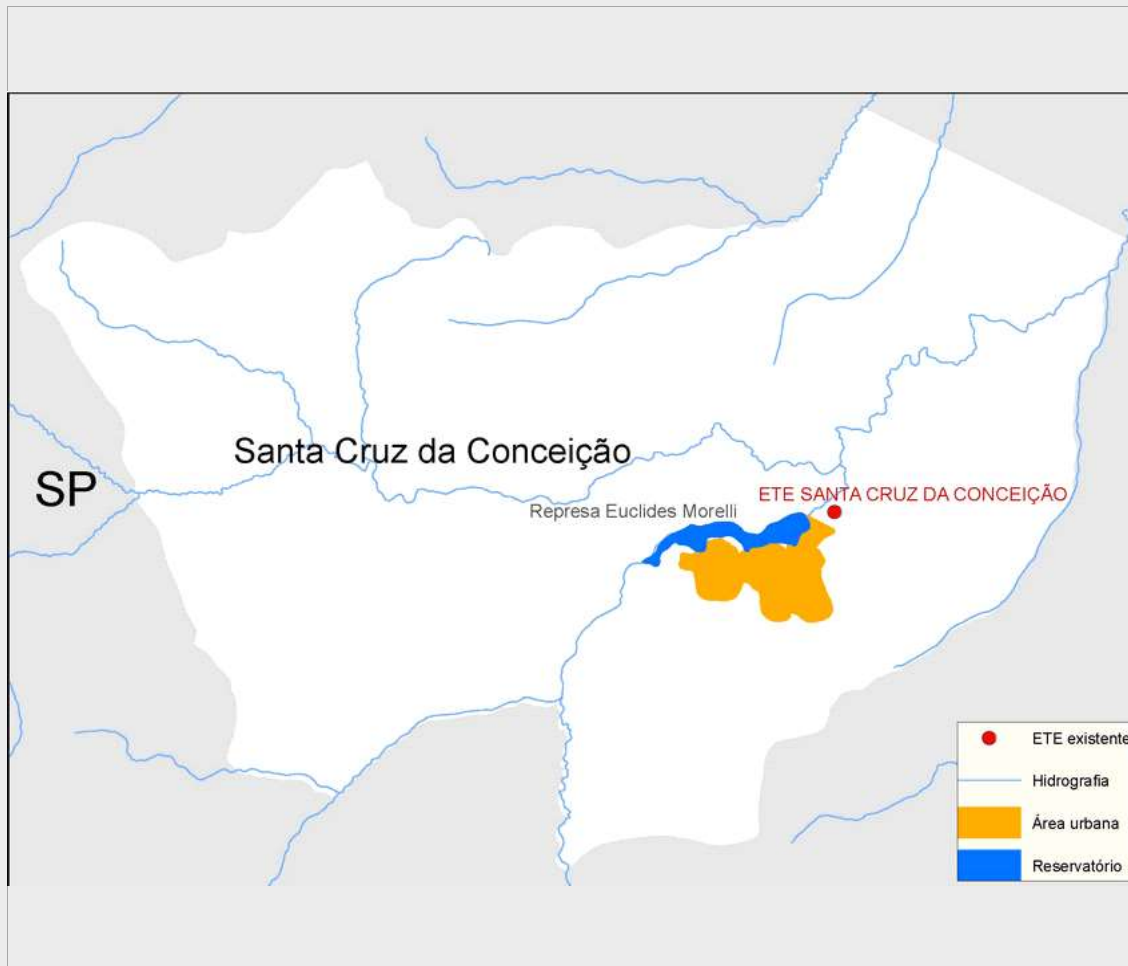 Santa Cruz da Conceição
SP
ETE SANTA CRUZ DA CONCEIÇÃO
Represa Euclides Morelli
ETE existente
Hidrografia
Área urbana
Reservatório